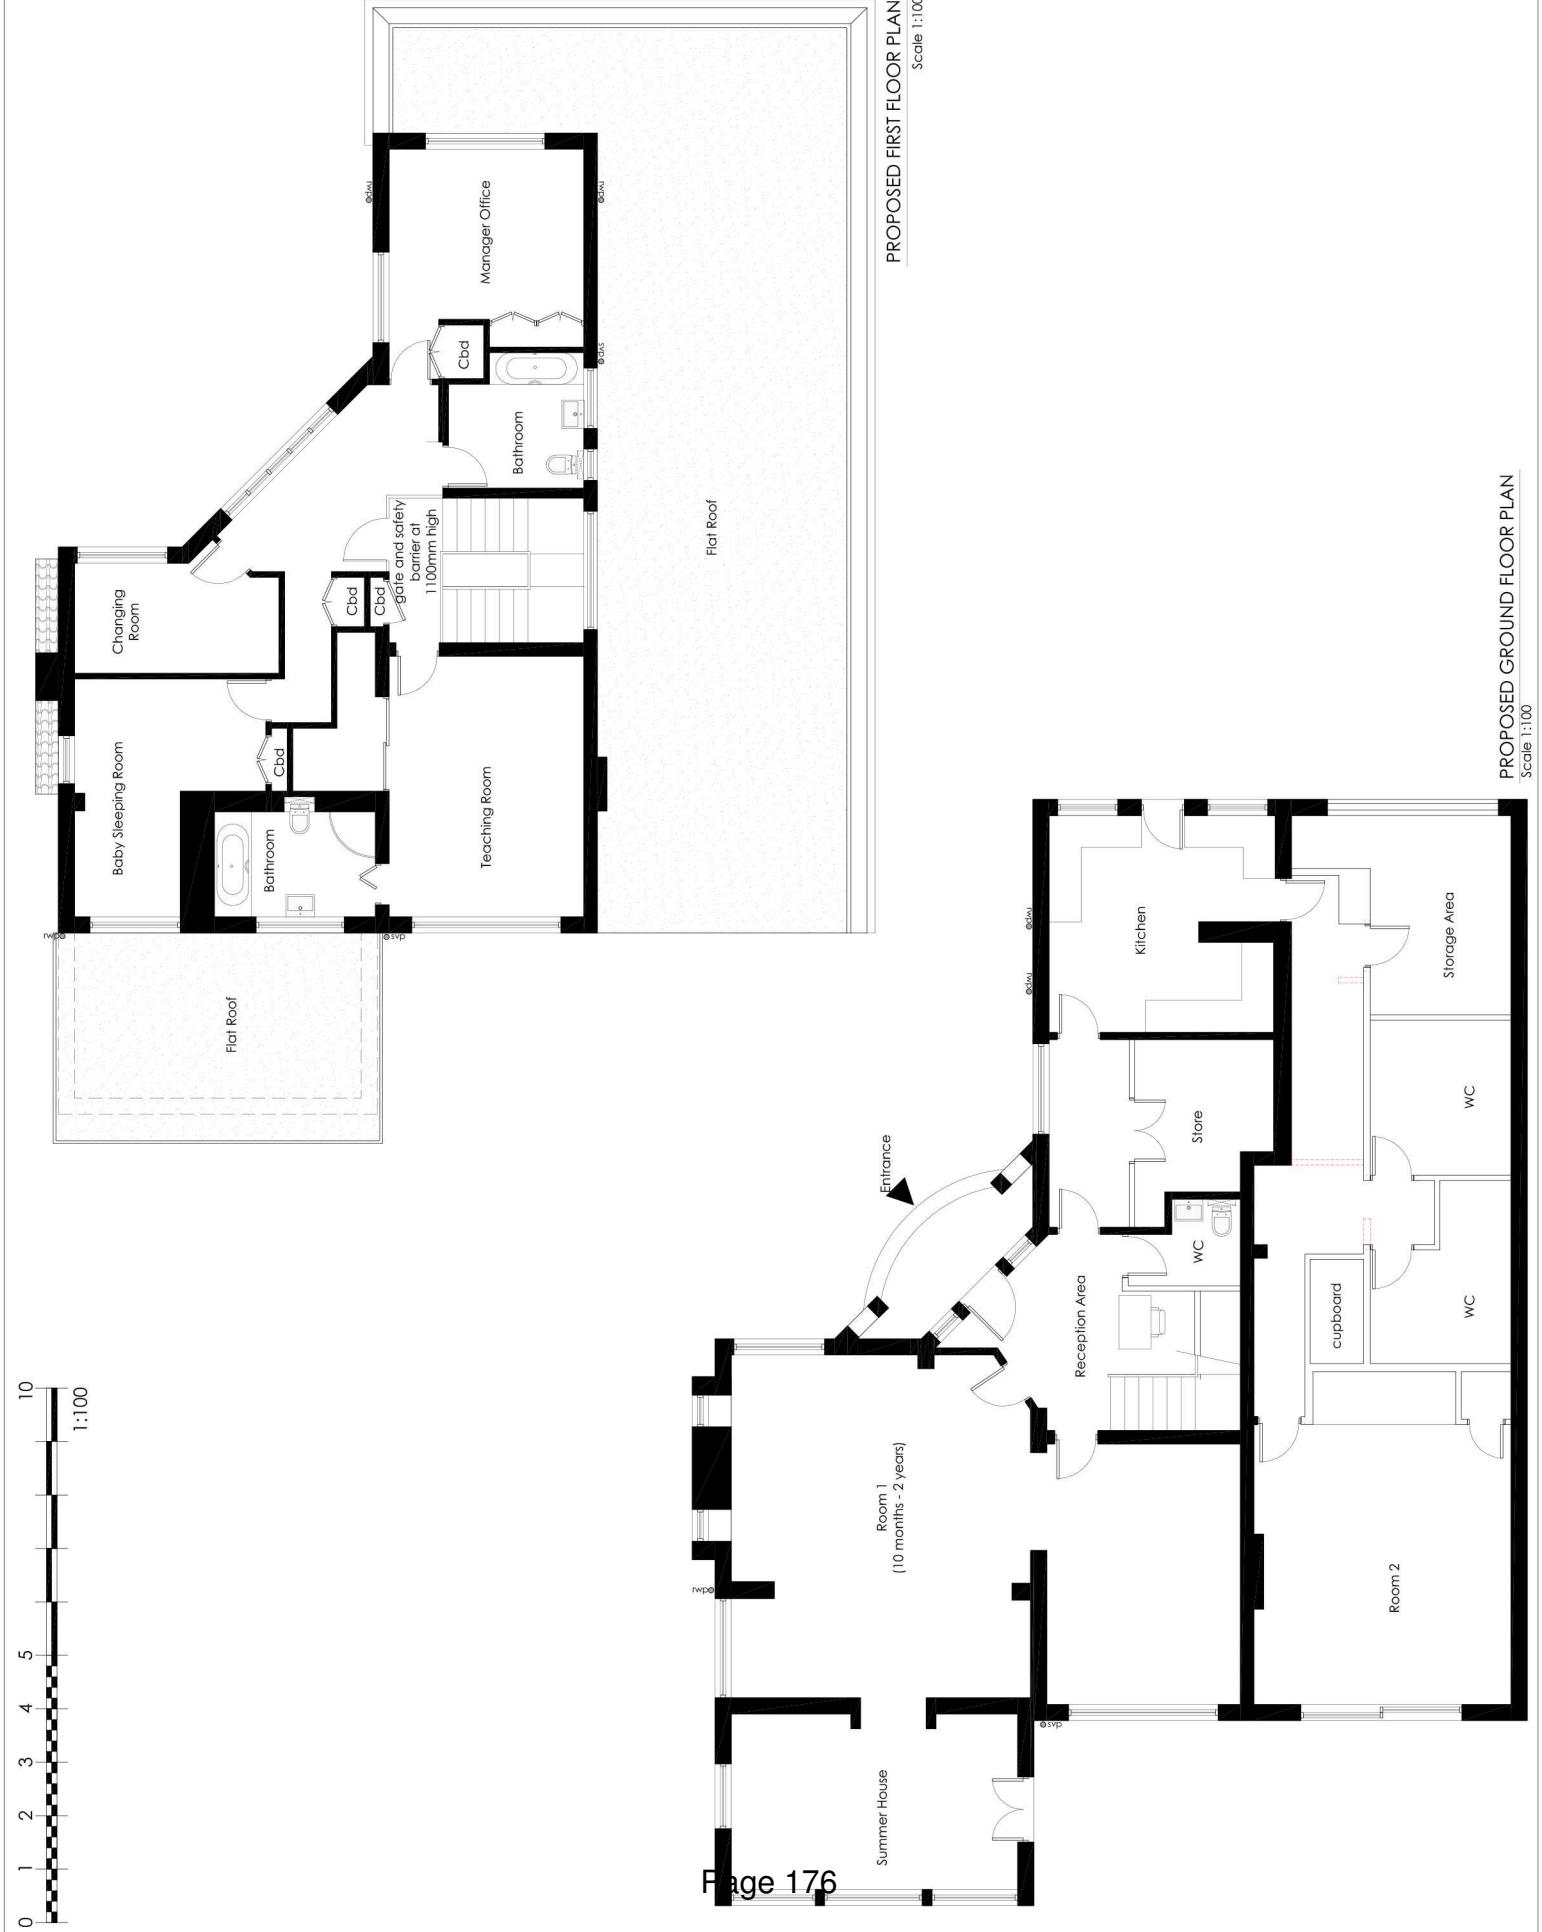 0
1
2
3
4
5
10
1:100
PROPOSED FIRST FLOOR PLAN
Scale 1:100
Flat Roof
rwp
svp
Baby Sleeping Room
Changing
Room
Bathroom
Cbd
Cbd
Cbd
gate and safety
barrier at
1100mm high
Teaching Room
Bathroom
Cbd
Manager Office
rwp
rwp
svp
Flat Roof
PROPOSED GROUND FLOOR PLAN
Scale 1:100
Summer House
rwp
Room 1
(10 months - 2 years)
Entrance
Reception Area
WC
Store
Kitchen
rwp
rwp
svp
Room 2
cupboard
WC
WC
Storage Area
Page 176